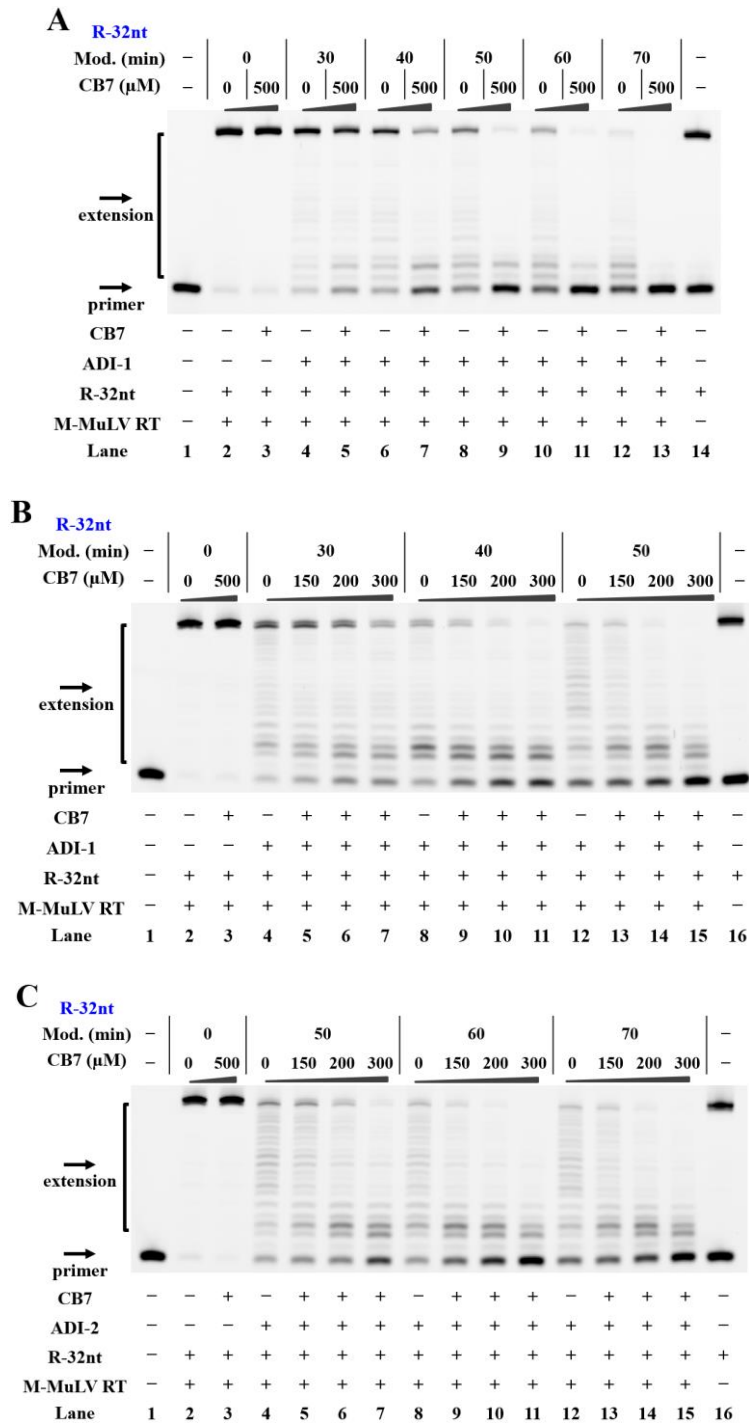 A
R-32nt
Mod. (min) – 0 30 40 50 60 70 –
CB7 (µM) – 0 500 0 500 0 500 0 500 0 500 0 500 –
extension
primer
CB7 – – + – + – + – + – + – + –
ADI-1 – – – + + + + + + + + + + –
R-32nt – + + + + + + + + + + + + +
M-MuLV RT – + + + + + + + + + + + + –
Lane 1 2 3 4 5 6 7 8 9 10 11 12 13 14
B
R-32nt
Mod. (min) – 0 30 40 50 –
CB7 (µM) – 0 500 0 150 200 300 0 150 200 300 0 150 200 300 –
extension
primer
CB7 – – + – + + + – + + + – + + + –
ADI-1 – – – + + + + + + + + + + + + –
R-32nt – + + + + + + + + + + + + + + +
M-MuLV RT – + + + + + + + + + + + + + + –
Lane 1 2 3 4 5 6 7 8 9 10 11 12 13 14 15 16
C
R-32nt
Mod. (min) – 0 50 60 70 –
CB7 (µM) – 0 500 0 150 200 300 0 150 200 300 0 150 200 300 –
extension
primer
CB7 – – + – + + + – + + + – + + + –
ADI-2 – – – + + + + + + + + + + + + –
R-32nt – + + + + + + + + + + + + + + +
M-MuLV RT – + + + + + + + + + + + + + + –
Lane 1 2 3 4 5 6 7 8 9 10 11 12 13 14 15 16